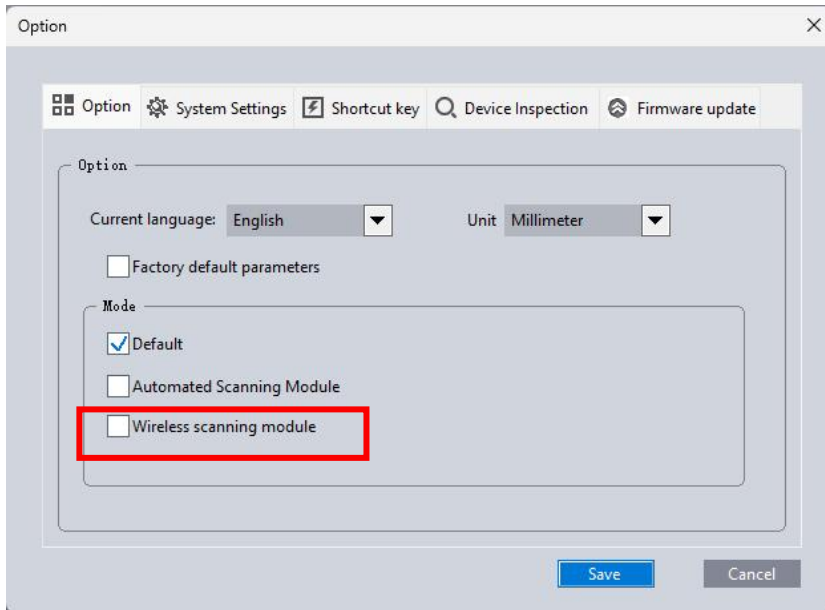 Option
Option System Settings Shortcut key Device Inspection Firmware update
Option
Current language: English Unit Millimeter
Factory default parameters
Mode
Default
Automated Scanning Module
Wireless scanning module
Save Cancel